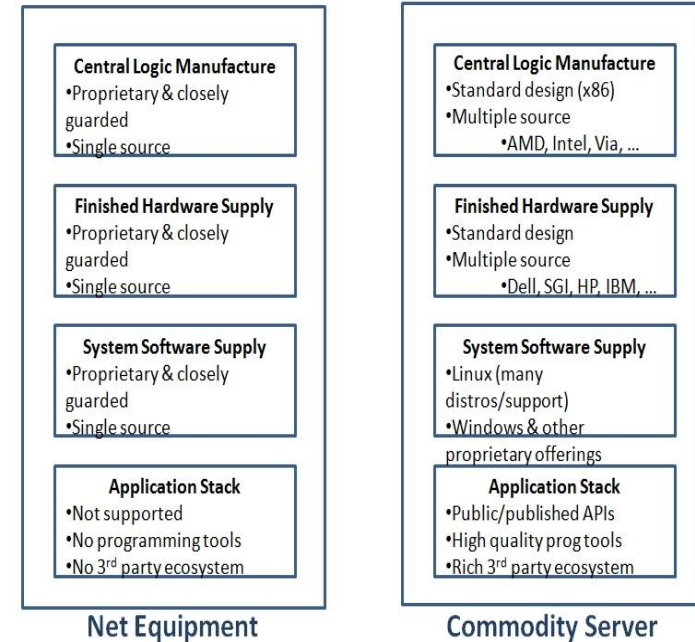 Central Logic Manufacture
•Proprietary & closely
guarded
•Single source
Finished Hardware Supply
•Proprietary & closely
guarded
•Single source
System Software Supply
•Proprietary & closely
guarded
•Single source
Application Stack
•Not supported
•No programming tools
•No 3rd party ecosystem
Net Equipment
Central Logic Manufacture
•Standard design (x86)
•Multiple source
•AMD, Intel, Via, ...
Finished Hardware Supply
•Standard design
•Multiple source
•Dell, SGI, HP, IBM, ...
System Software Supply
•Linux (many
distros/support)
•Windows & other
proprietary offerings
Application Stack
•Public/published APIs
•High quality prog tools
•Rich 3rd party ecosystem
Commodity Server